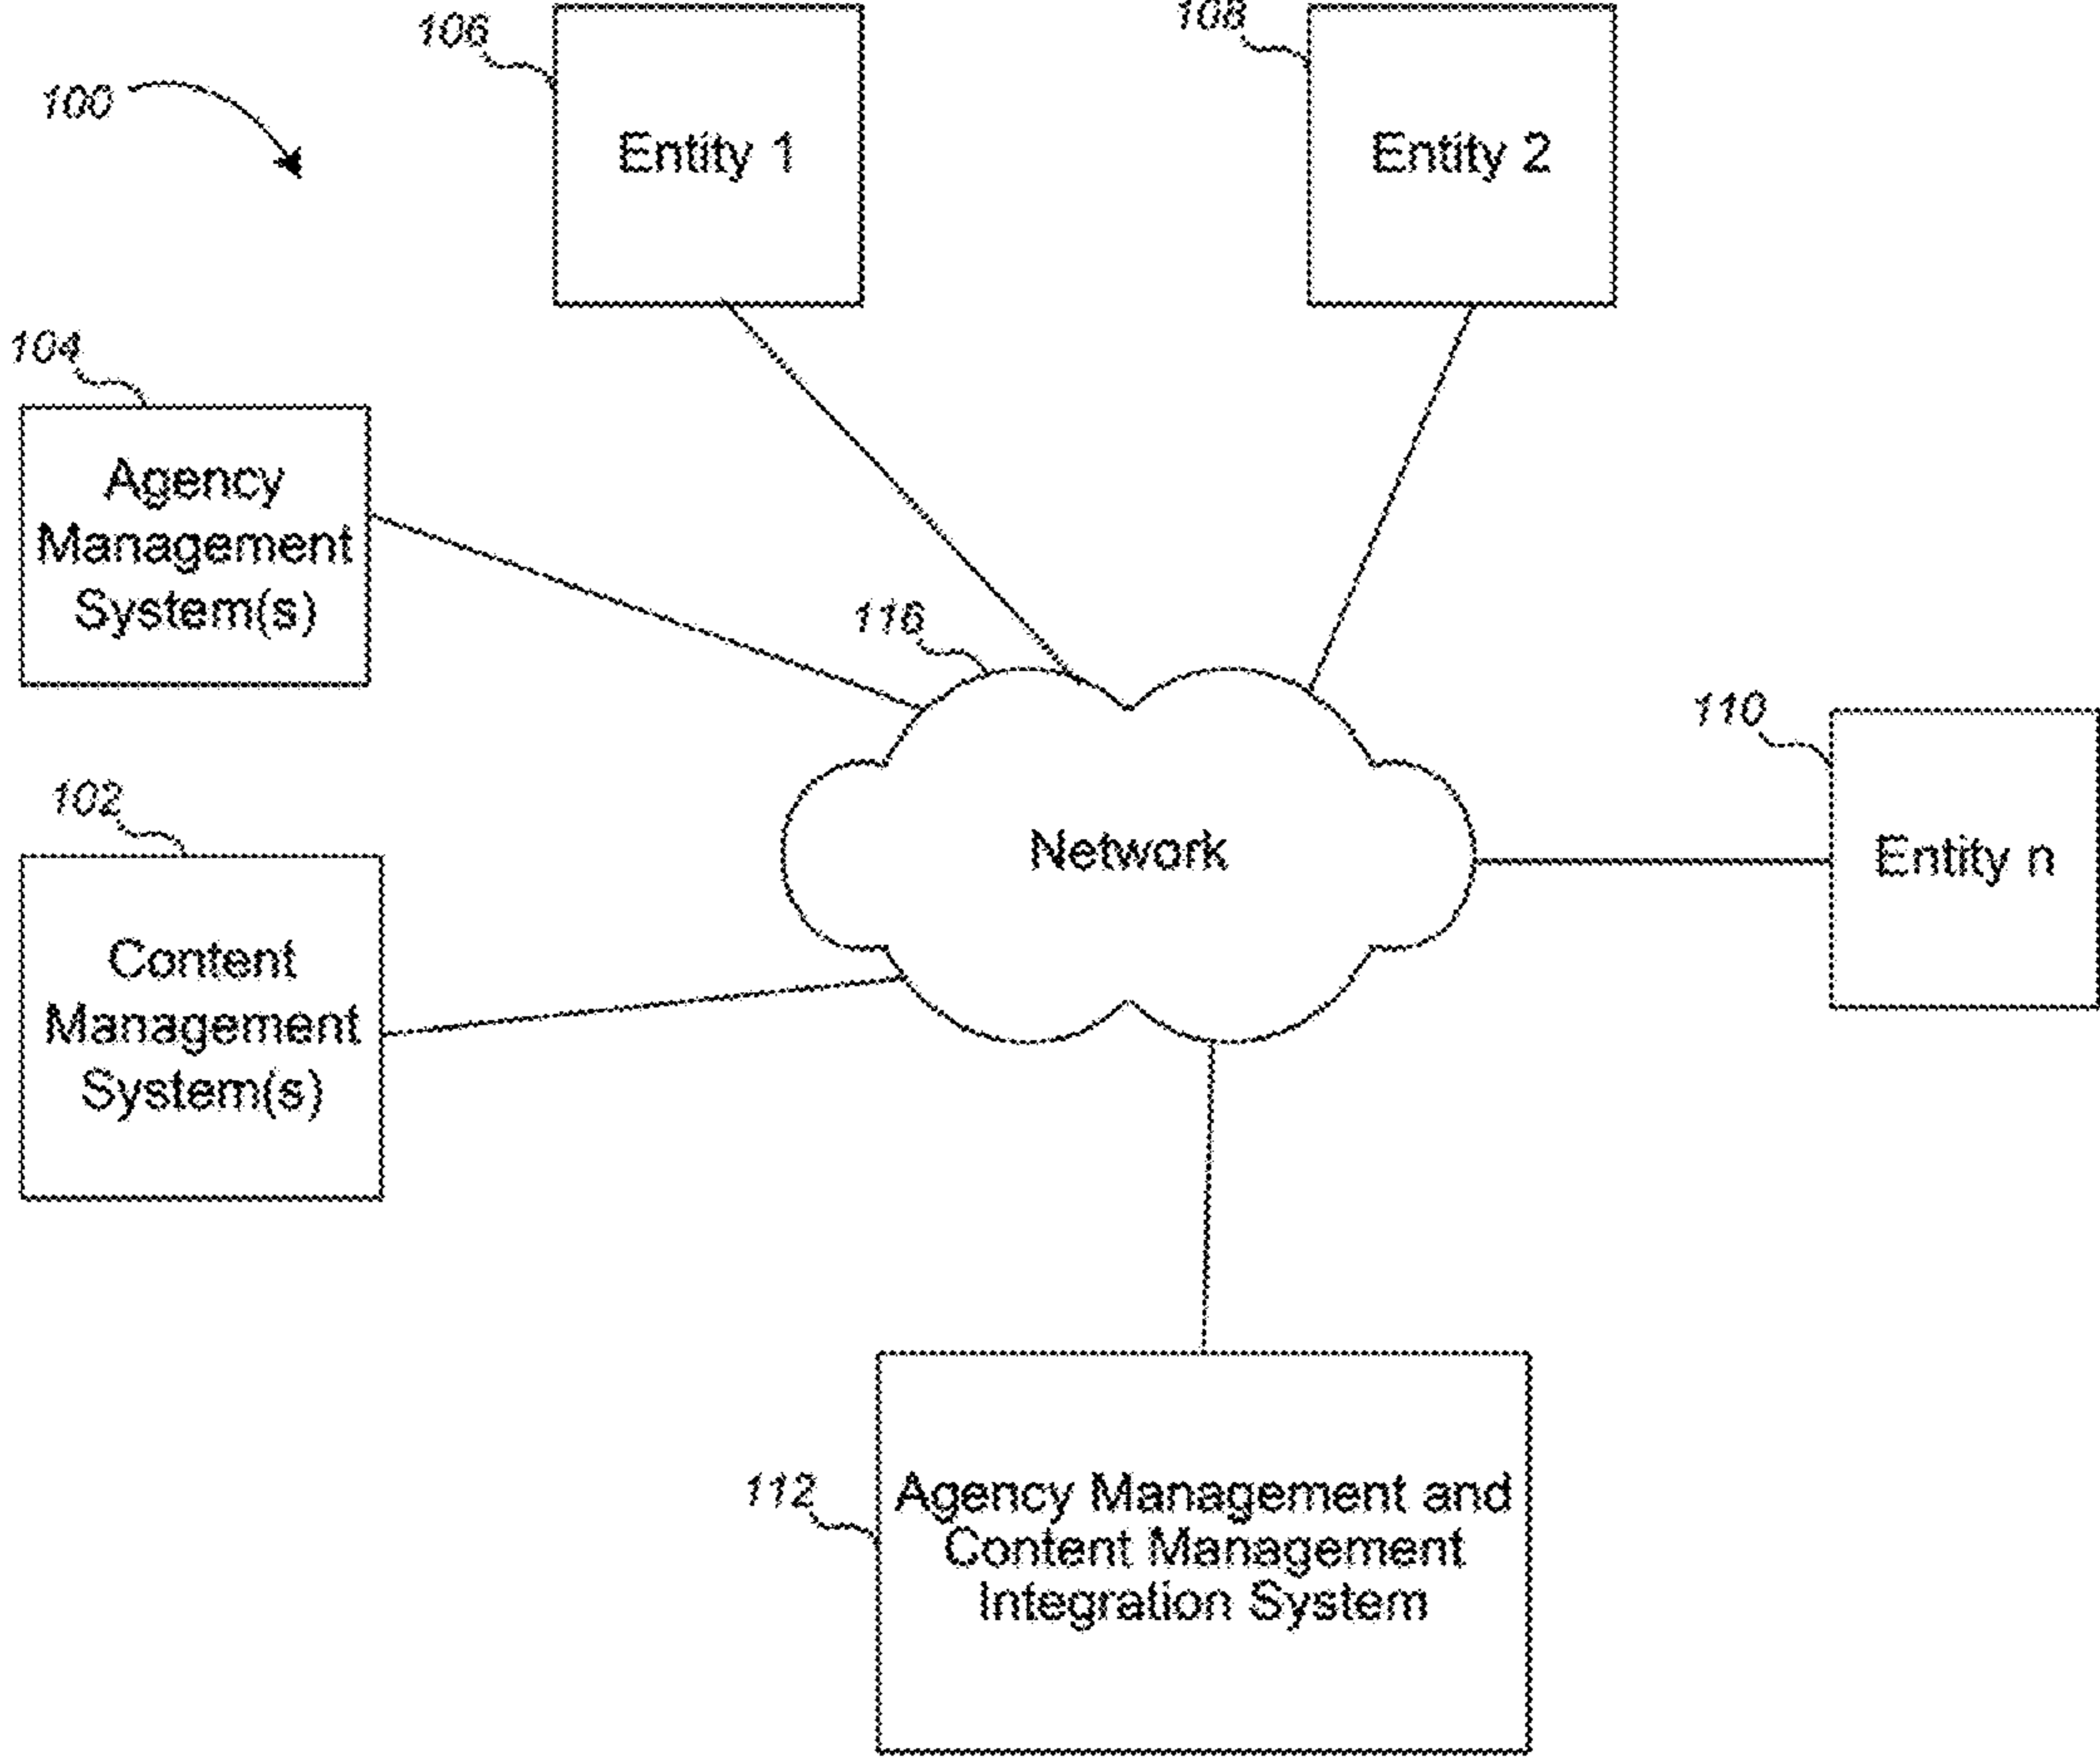 106
108
100
Entity 1
Entity 2
104
Agency
Management
System(s)
116
110
102
Network
Entity n
Content
Management
System(s)
112
Agency Management and
Content Management
Integration System